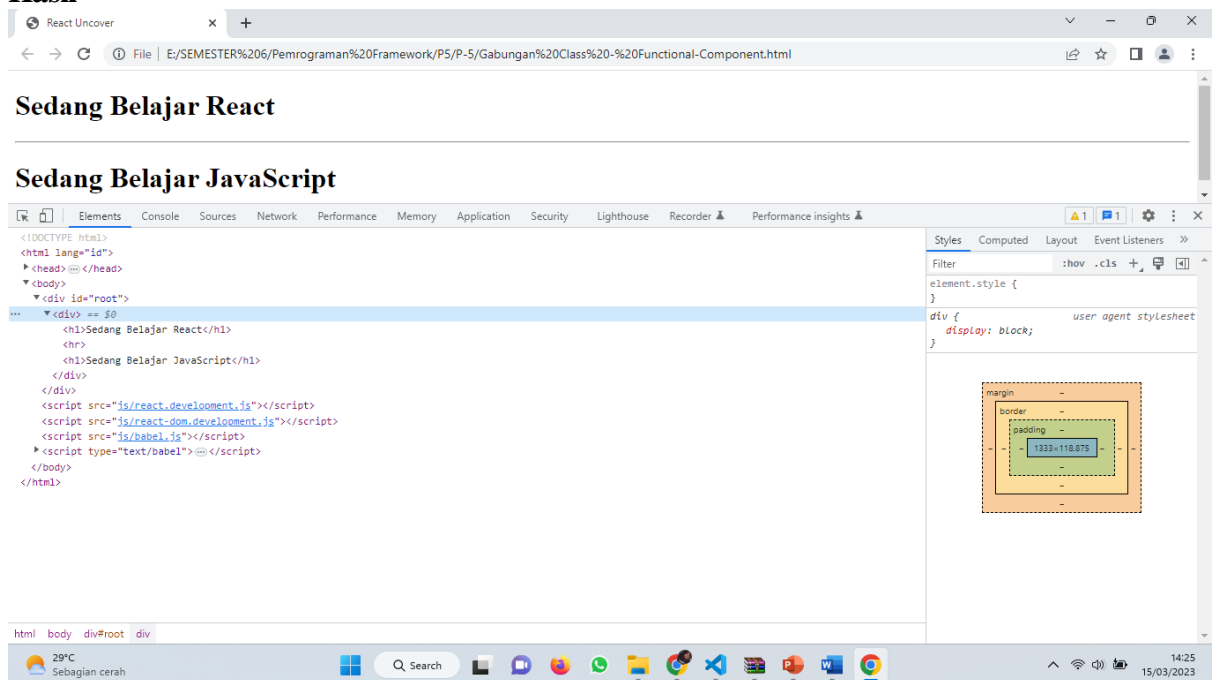 React Uncover
File | E:/SEMESTER%206/Pemrograman%20Framework/P5/P-5/Gabungan%20Class%20-%20Functional-Component.html
Sedang Belajar React
Sedang Belajar JavaScript
Elements Console Sources Network Performance Memory Application Security Lighthouse Recorder Performance insights 1 1
<!DOCTYPE html>
<html lang="id">
<head>…</head>
<body>
<div id="root">
… <div> == $0
<h1>Sedang Belajar React</h1>
<hr>
<h1>Sedang Belajar JavaScript</h1>
</div>
</div>
<script src="js/react.development.js"></script>
<script src="js/react-dom.development.js"></script>
<script src="js/babel.js"></script>
<script type="text/babel">…</script>
</body>
</html>
html body div#root div
Styles Computed Layout Event Listeners »
Filter :hov .cls +
element.style {
}
div { user agent stylesheet
display: block;
}
margin -
border -
padding -
- - - 1333×118.875 - - -
-
-
-
29°C
Sebagian cerah
Search
14:25
15/03/2023